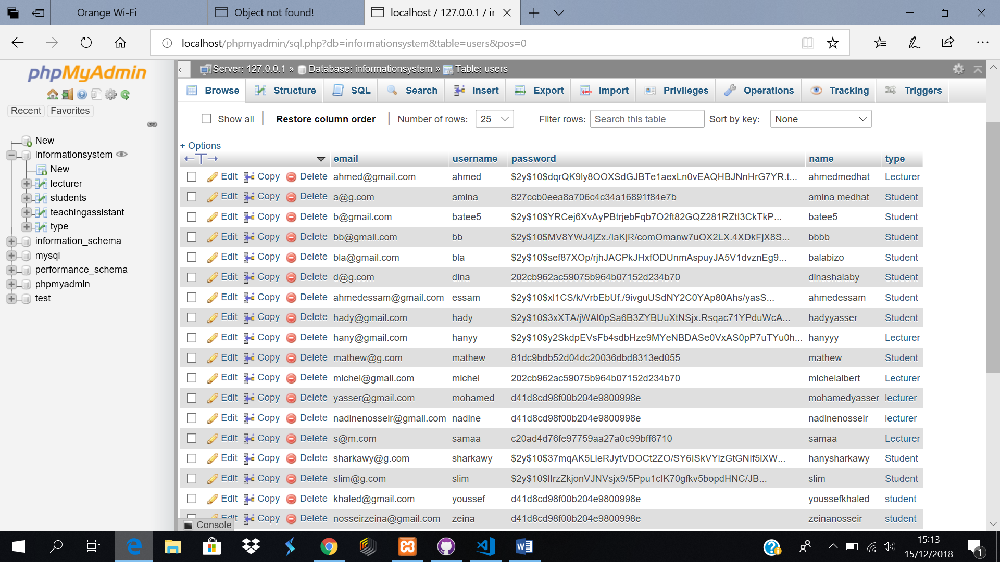 Orange Wi-Fi
Object not found!
localhost / 127.0.0.1 / ir
localhost/phpmyadmin/sql.php?db=informationsystem&table=users&pos=0
phpMyAdmin
Recent Favorites
New
informationsystem
New
lecturer
students
teachingassistant
type
information_schema
mysql
performance_schema
phpmyadmin
test
Server: 127.0.0.1 » Database: informationsystem » Table: users
Browse Structure SQL Search Insert Export Import Privileges Operations Tracking Triggers
Show all Restore column order Number of rows: 25 Filter rows: Search this table Sort by key: None
+ Options
←T→ email username password name type
Edit Copy Delete ahmed@gmail.com ahmed $2y$10$dqrQK9ly8OOXSdGJBTe1aexLn0vEAQHBJNnHrG7YR.t... ahmedmedhat Lecturer
Edit Copy Delete a@g.com amina 827ccb0eea8a706c4c34a16891f84e7b amina medhat Student
Edit Copy Delete b@gmail.com batee5 $2y$10$YRCej6XvAyPBtrjebFqb7O2ft82GQZ281RZtI3CkTkP... batee5 Student
Edit Copy Delete bb@gmail.com bb $2y$10$MV8YWJ4jZx./IaKjR/comOmanw7uOX2LX.4XDkFjX8S... bbbb Student
Edit Copy Delete bla@gmail.com bla $2y$10$sef87XOp/rjhJACPkJHxfODUnmAspuyJA5V1dvznEg9... balabizo Student
Edit Copy Delete d@g.com dina 202cb962ac59075b964b07152d234b70 dinashalaby Student
Edit Copy Delete ahmedessam@gmail.com essam $2y$10$xl1CS/k/VrbEbUf./9ivguUSdNY2C0YAp80Ahs/yasS... ahmedessam Student
Edit Copy Delete hady@gmail.com hady $2y$10$3xXTA/jWAl0pSa6B3ZYBUuXtNSjx.Rsqac71YPduWcA... hadyyasser Student
Edit Copy Delete hany@gmail.com hanyy $2y$10$y2SkdpEVsFb4sdbHze9MYeNBDASe0VxAS0pP7uTYu0h... hanyyy Lecturer
Edit Copy Delete mathew@g.com mathew 81dc9bdb52d04dc20036dbd8313ed055 mathew Student
Edit Copy Delete michel@gmail.com michel 202cb962ac59075b964b07152d234b70 michelalbert Lecturer
Edit Copy Delete yasser@gmail.com mohamed d41d8cd98f00b204e9800998e mohamedyasser lecturer
Edit Copy Delete nadinenosseir@gmail.com nadine d41d8cd98f00b204e9800998e nadinenosseir lecturer
Edit Copy Delete s@m.com samaa c20ad4d76fe97759aa27a0c99bff6710 samaa Lecturer
Edit Copy Delete sharkawy@g.com sharkawy $2y$10$37mqAK5LleRJytVDOCt2ZO/SY6ISkVYlzGtGNIf5iXW... hanysharkawy Student
Edit Copy Delete slim@g.com slim $2y$10$lIrzZkjonVJNVsjx9/5Ppu1cIK70gfkv5bopdHNC/JB... slim Student
Edit Copy Delete khaled@gmail.com youssef d41d8cd98f00b204e9800998e youssefkhaled student
Edit Copy Delete nosseirzeina@gmail.com zeina d41d8cd98f00b204e9800998e zeinanosseir student
Console
15:13
15/12/2018
1